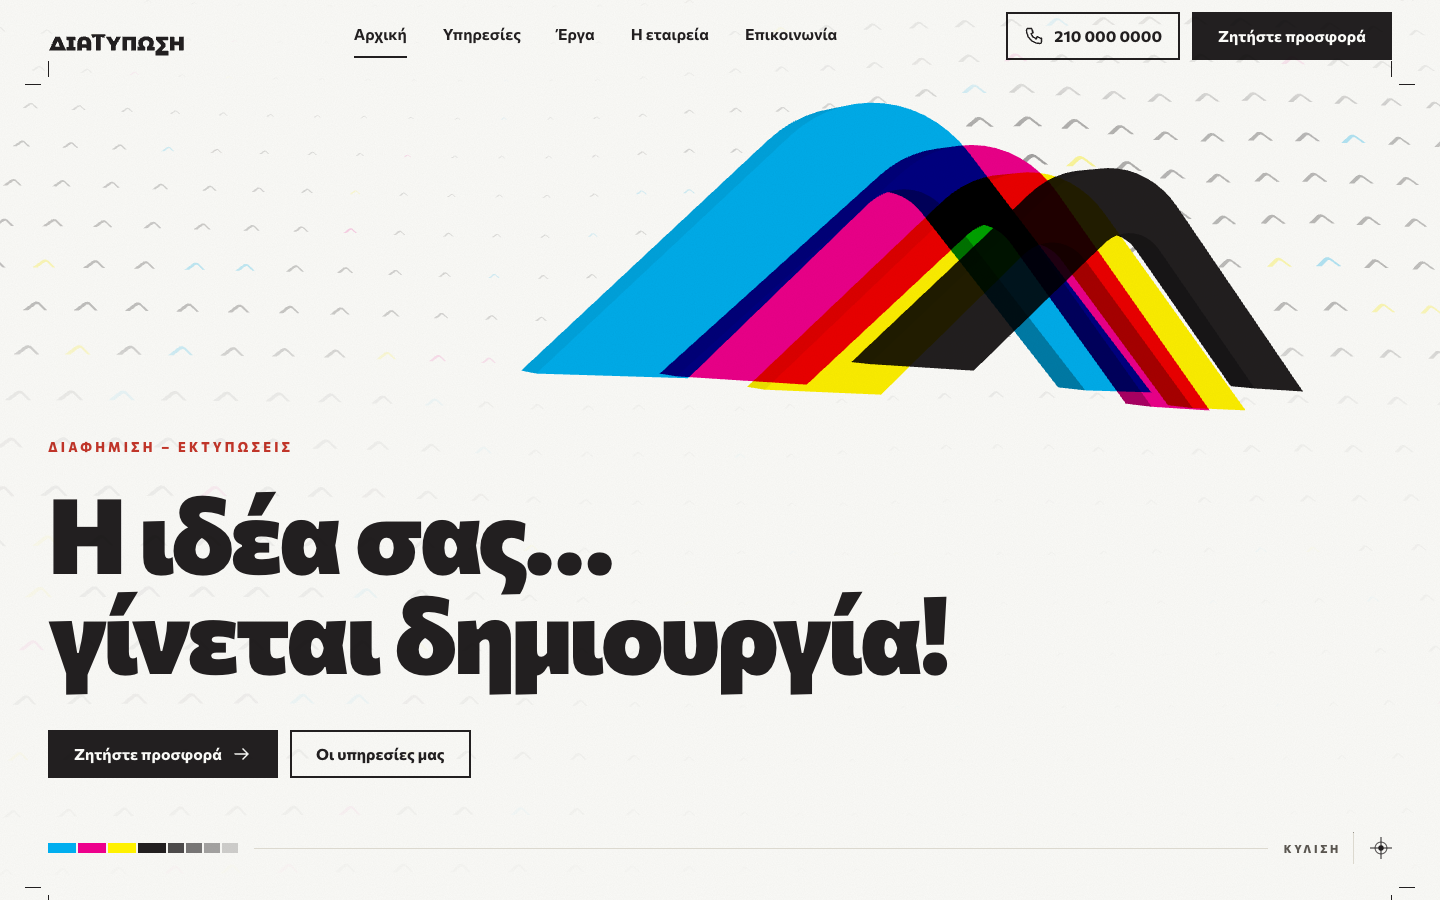 ΔΙΑΤΥΠΩΣΗ
Αρχική Υπηρεσίες Έργα Η εταιρεία Επικοινωνία
210 000 0000
Ζητήστε προσφορά
ΔΙΑΦΗΜΙΣΗ – ΕΚΤΥΠΩΣΕΙΣ
Η ιδέα σας...
γίνεται δημιουργία!
Ζητήστε προσφορά →
Οι υπηρεσίες μας
ΚΥΛΙΣΗ